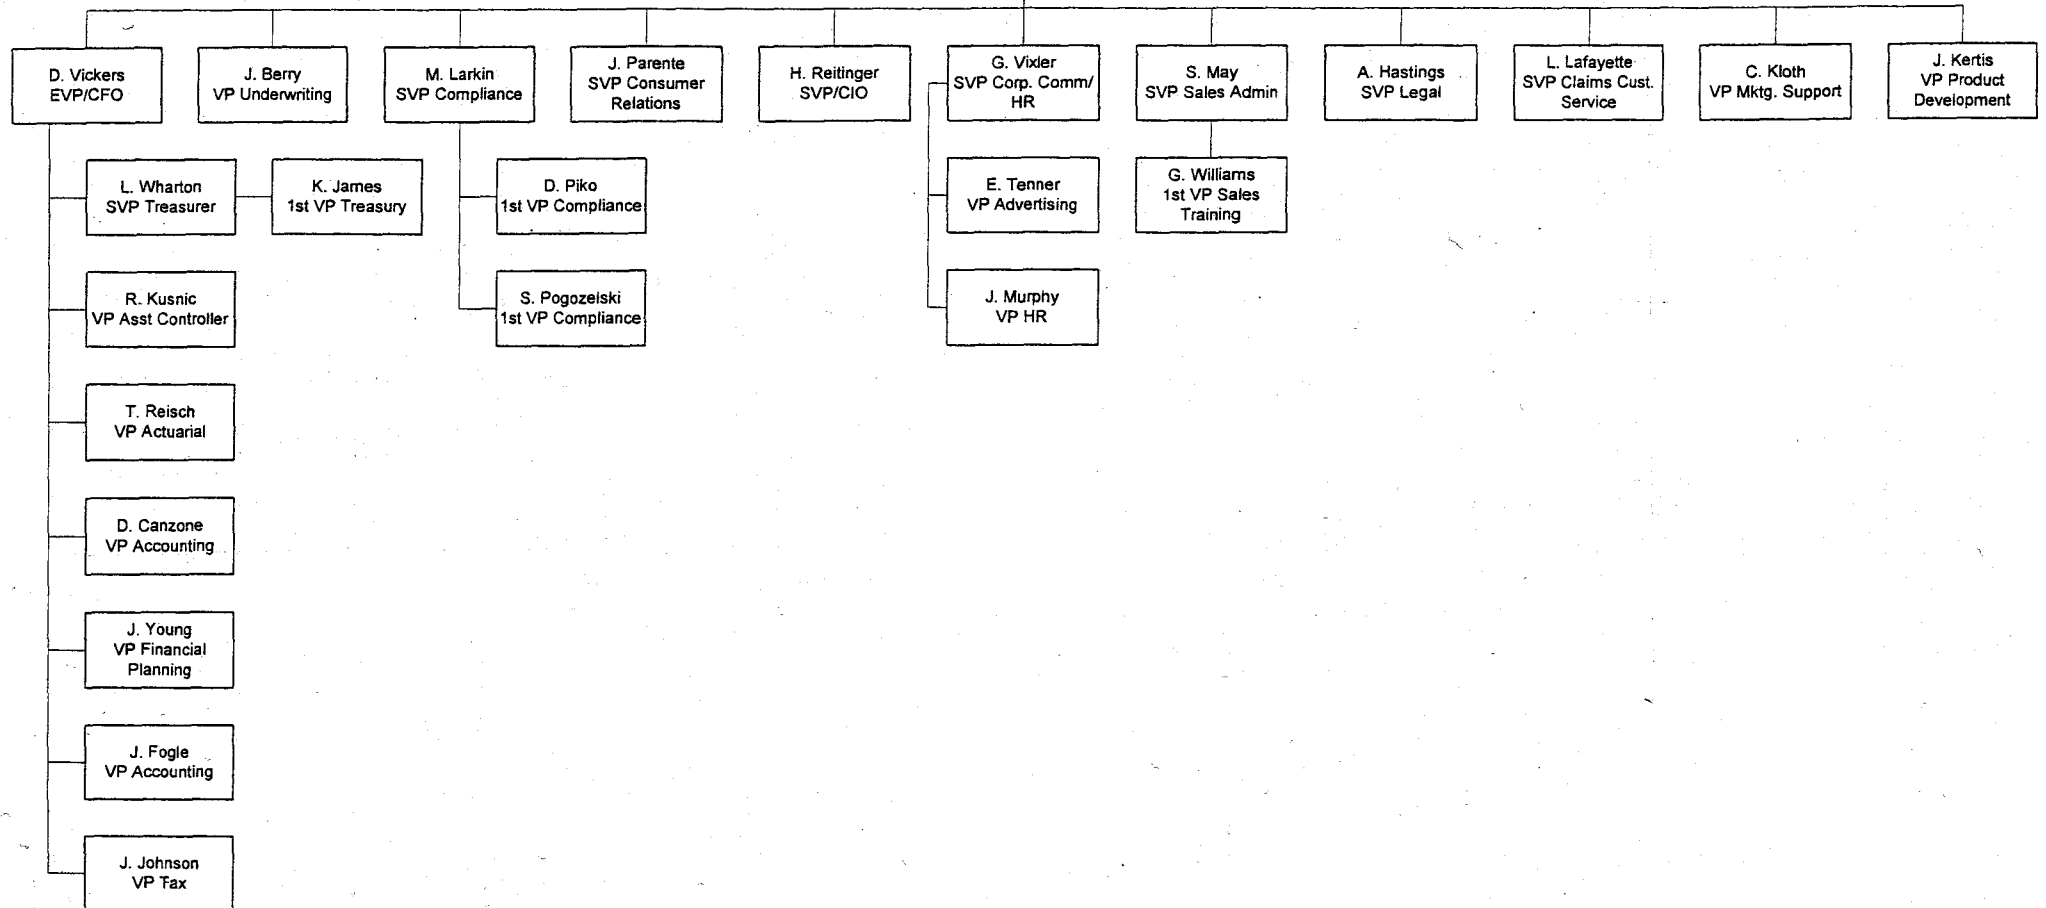 D. Vickers
EVP/CFO
J. Berry
VP Underwriting
M. Larkin
SVP Compliance
J. Parente
SVP Consumer
Relations
H. Reitinger
SVP/CIO
G. Vixler
SVP Corp. Comm/
HR
S. May
SVP Sales Admin
A. Hastings
SVP Legal
L. Lafayette
SVP Claims Cust.
Service
C. Kloth
VP Mktg. Support
J. Kertis
VP Product
Development
L. Wharton
SVP Treasurer
K. James
1st VP Treasury
D. Piko
1st VP Compliance
E. Tenner
VP Advertising
G. Williams
1st VP Sales
Training
R. Kusnic
VP Asst Controller
S. Pogozelski
1st VP Compliance
J. Murphy
VP HR
T. Reisch
VP Actuarial
D. Canzone
VP Accounting
J. Young
VP Financial
Planning
J. Fogle
VP Accounting
J. Johnson
VP Tax